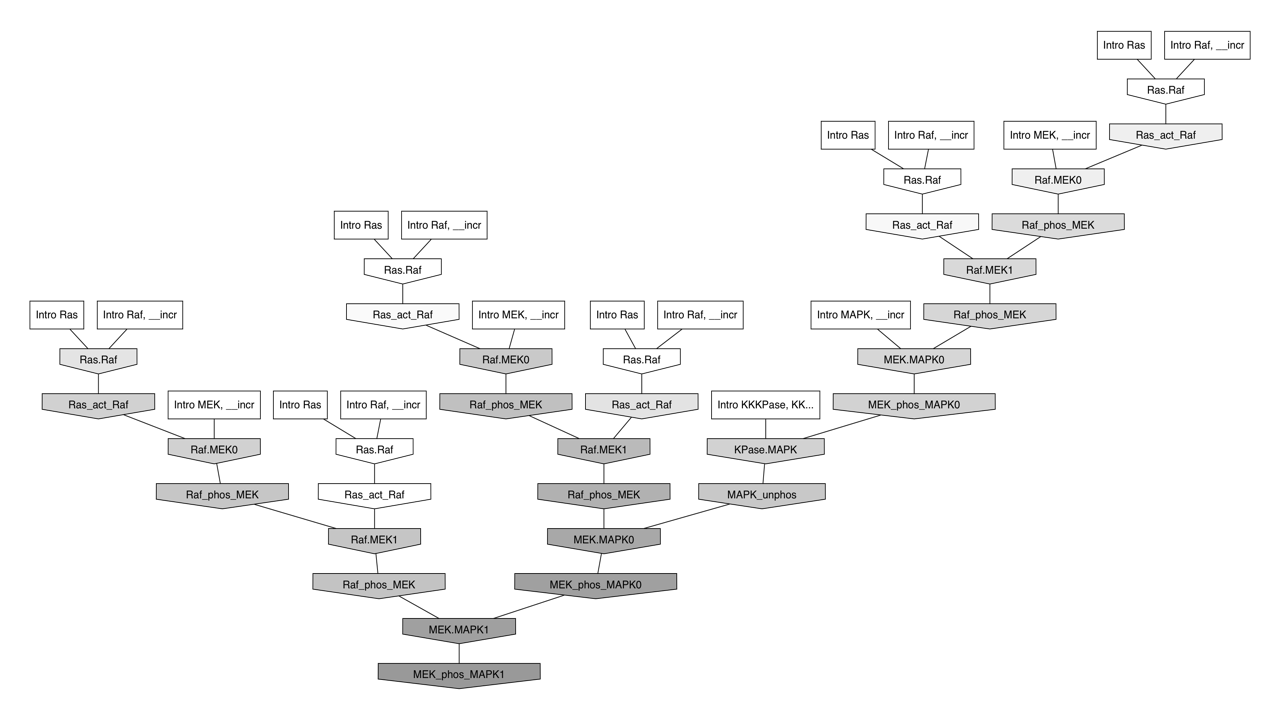 Intro Ras
Intro Raf, __incr
Ras.Raf
Intro Ras
Intro Raf, __incr
Intro MEK, __incr
Ras_act_Raf
Ras.Raf
Raf.MEK0
Intro Ras
Intro Raf, __incr
Ras_act_Raf
Raf_phos_MEK
Ras.Raf
Raf.MEK1
Intro Ras
Intro Raf, __incr
Ras_act_Raf
Intro MEK, __incr
Intro Ras
Intro Raf, __incr
Intro MAPK, __incr
Raf_phos_MEK
Ras.Raf
Raf.MEK0
Ras.Raf
MEK.MAPK0
Ras_act_Raf
Intro MEK, __incr
Intro Ras
Intro Raf, __incr
Raf_phos_MEK
Ras_act_Raf
Intro KKKPase, KK...
MEK_phos_MAPK0
Raf.MEK0
Ras.Raf
Raf.MEK1
KPase.MAPK
Raf_phos_MEK
Ras_act_Raf
Raf_phos_MEK
MAPK_unphos
Raf.MEK1
MEK.MAPK0
Raf_phos_MEK
MEK_phos_MAPK0
MEK.MAPK1
MEK_phos_MAPK1